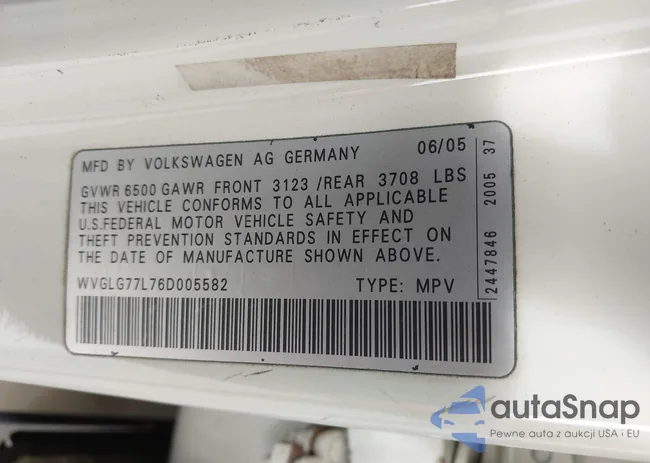 MFD BY VOLKSWAGEN AG GERMANY 06/05
GVWR 6500 GAWR FRONT 3123 /REAR 3708 LBS
THIS VEHICLE CONFORMS TO ALL APPLICABLE
U.S.FEDERAL MOTOR VEHICLE SAFETY AND
THEFT PREVENTION STANDARDS IN EFFECT ON
THE DATE OF MANUFACTURE SHOWN ABOVE.
WVGLG77L76D005582 TYPE: MPV
2447846 2005 37
autaSnap
Pewne auta z aukcji USA i EU